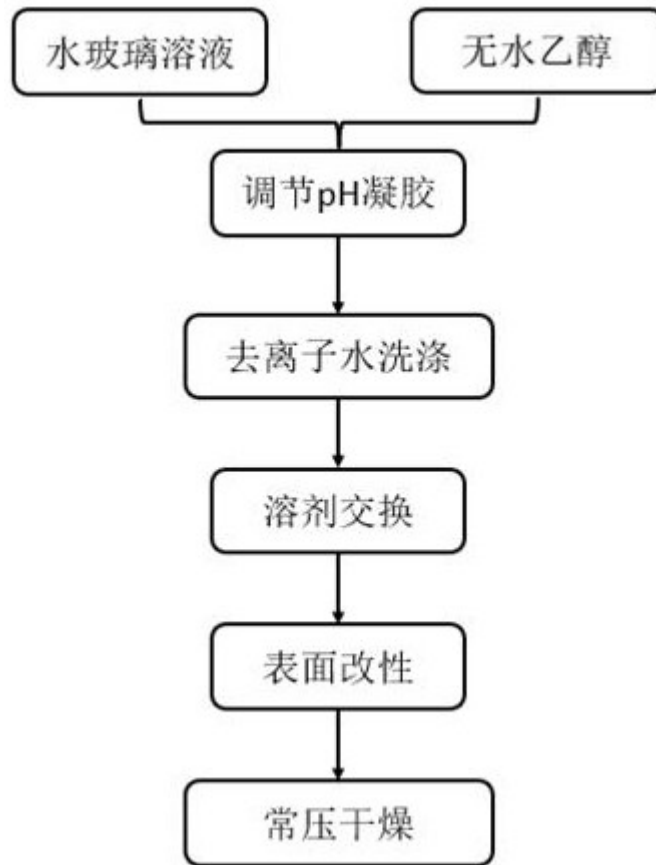 水玻璃溶液
无水乙醇
调节pH凝胶
去离子水洗涤
溶剂交换
表面改性
常压干燥